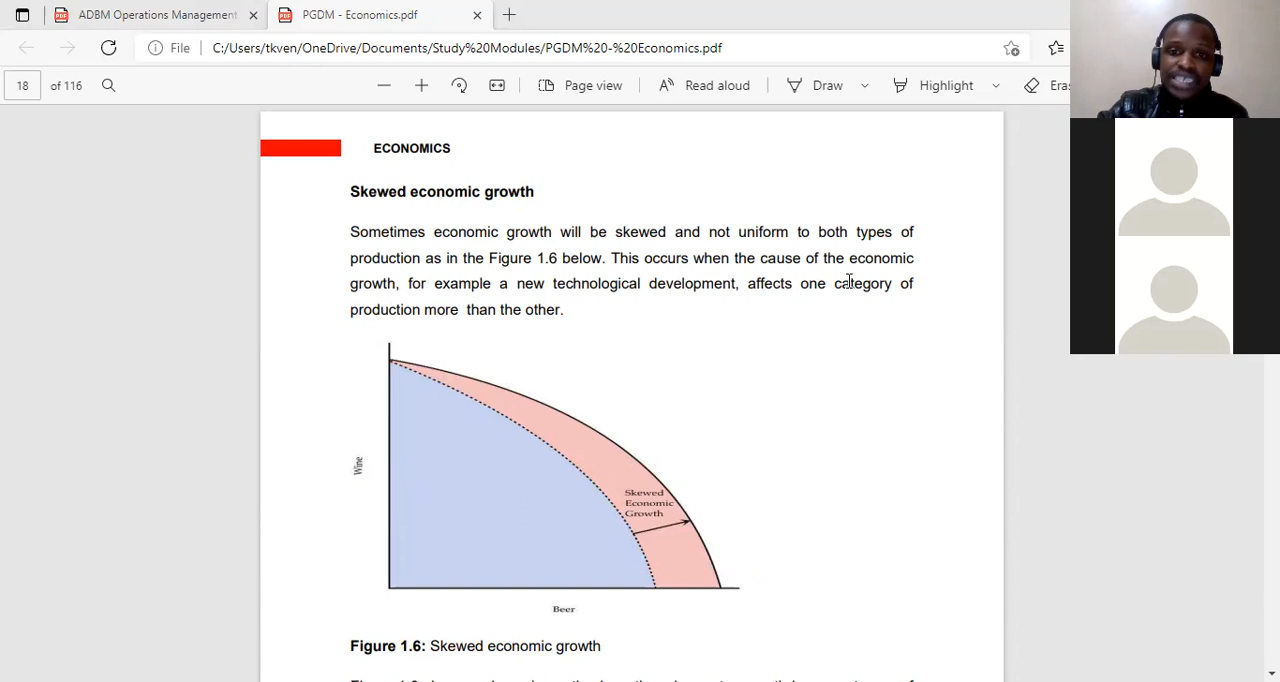 ADBM Operations Management
PGDM - Economics.pdf
File
C:/Users/tkven/OneDrive/Documents/Study%20Modules/PGDM%20-%20Economics.pdf
18 of 116
Page view
Read aloud
Draw
Highlight
Eras
ECONOMICS
Skewed economic growth
Sometimes economic growth will be skewed and not uniform to both types of
production as in the Figure 1.6 below. This occurs when the cause of the economic
growth, for example a new technological development, affects one category of
production more than the other.
Wine
Skewed
Economic
Growth
Beer
Figure 1.6: Skewed economic growth